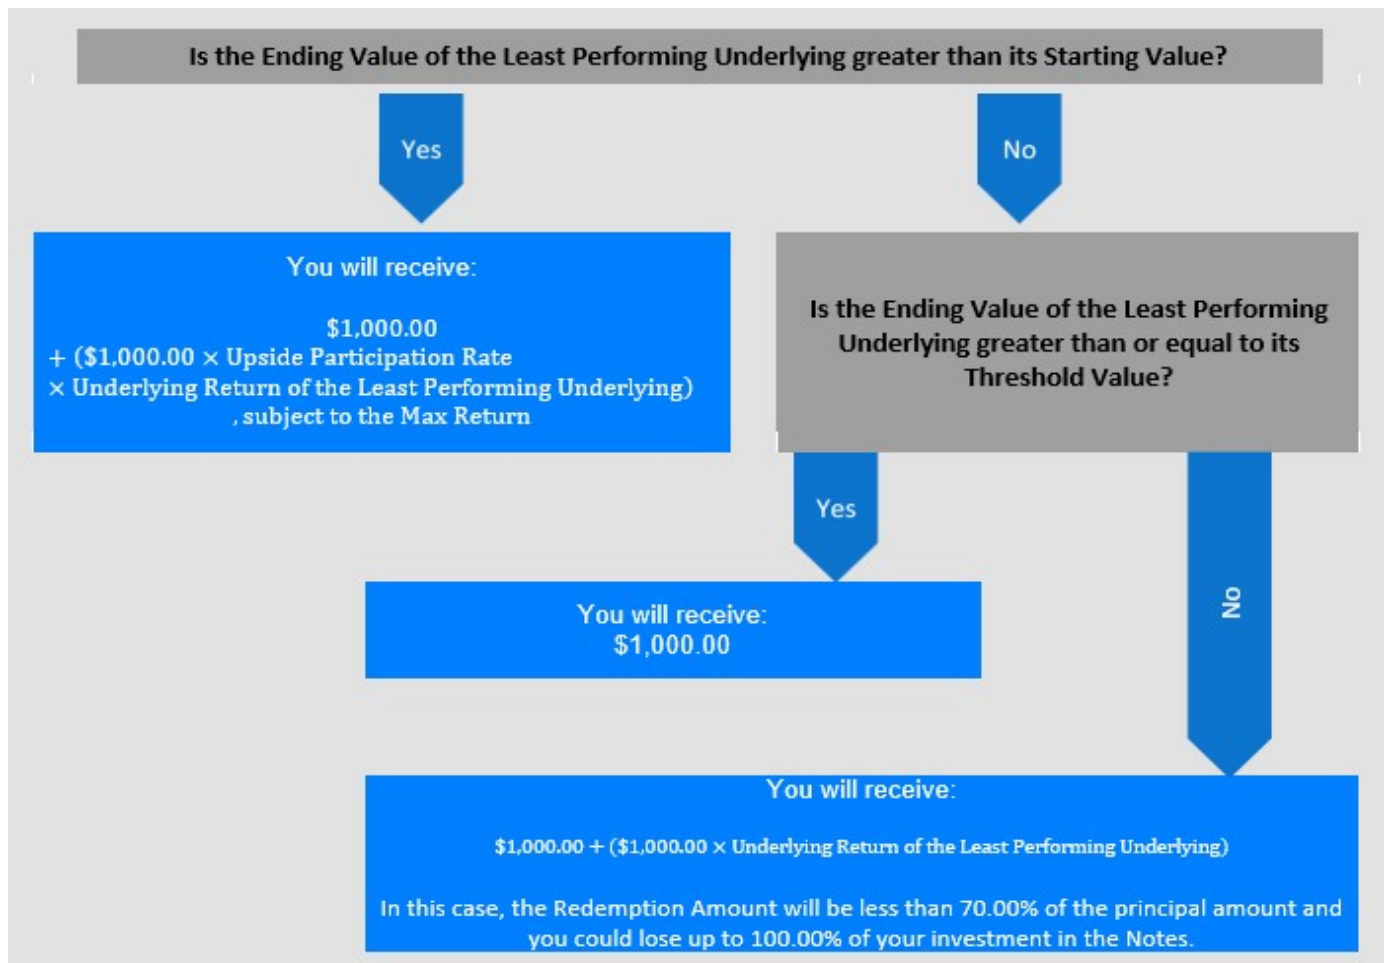 Is the Ending Value of the Least Performing Underlying greater than its Starting Value?
Yes
No
You will receive:
$1,000.00
+ ($1,000.00 × Upside Participation Rate
× Underlying Return of the Least Performing Underlying)
, subject to the Max Return
Is the Ending Value of the Least Performing
Underlying greater than or equal to its
Threshold Value?
Yes
No
You will receive:
$1,000.00
You will receive:
$1,000.00 + ($1,000.00 × Underlying Return of the Least Performing Underlying)
In this case, the Redemption Amount will be less than 70.00% of the principal amount and
you could lose up to 100.00% of your investment in the Notes.